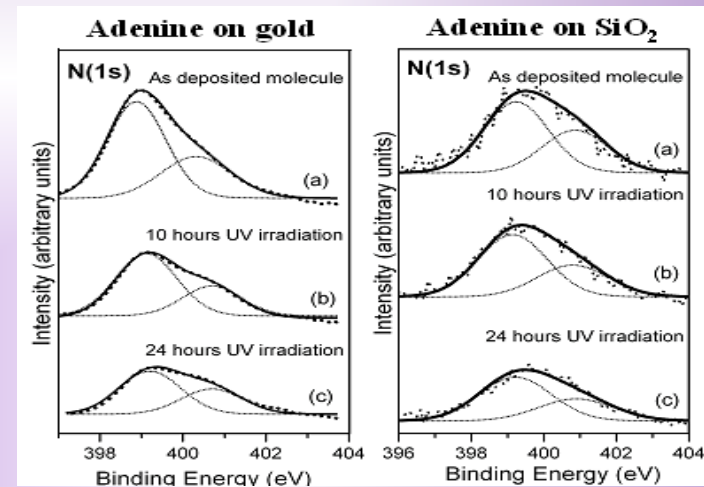 Adenine on gold
N(1s)
As deposited molecule
(a)
10 hours UV irradiation
(b)
24 hours UV irradiation
(c)
Intensity (arbitrary units)
398 400 402 404
Binding Energy (eV)
Adenine on SiO₂
N(1s)
As deposited molecule
(a)
10 hours UV irradiation
(b)
24 hours UV irradiation
(c)
Intensity (arbitrary units)
396 398 400 402 404
Binding Energy (eV)